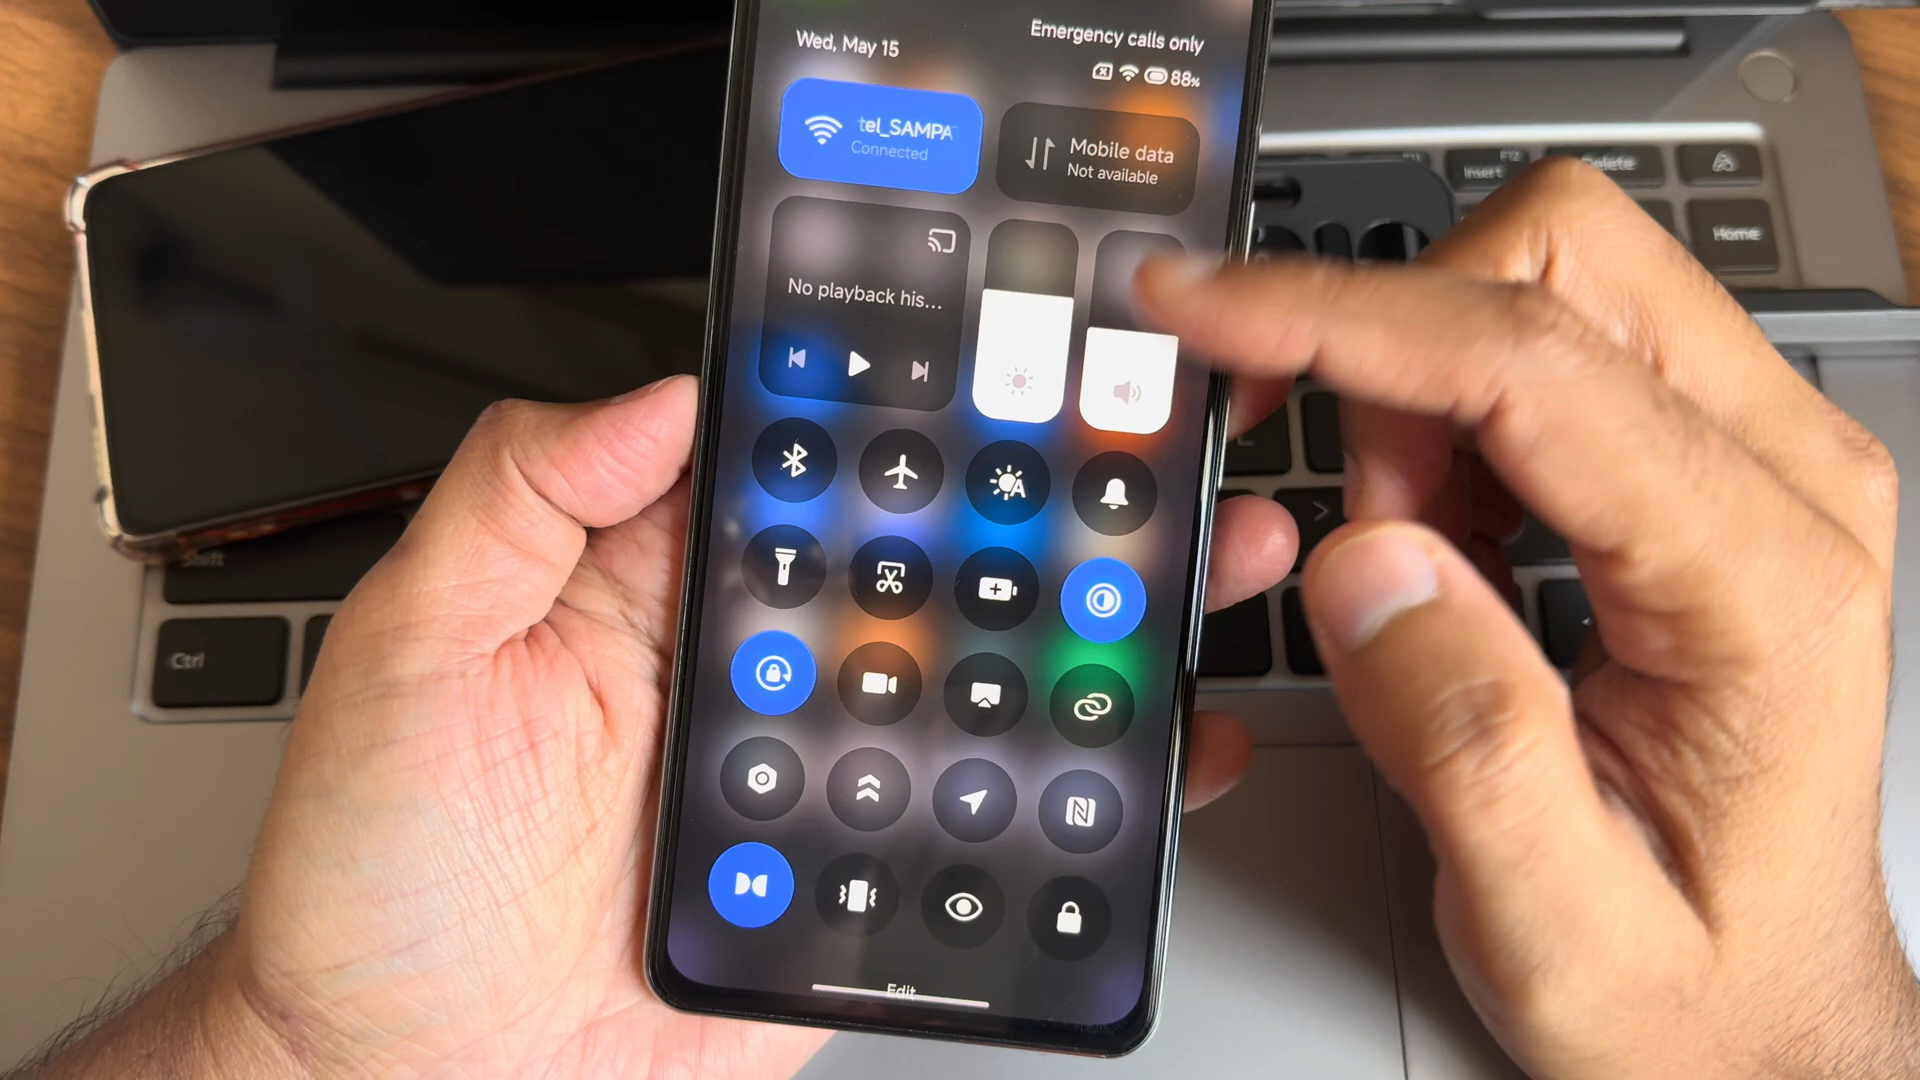 Emergency calls only
Wed, May 15
88%
tel_SAMPA
Connected
Mobile data
Not available
No playback his...
Edit
Insert
Delete
Home
Shift
Ctrl